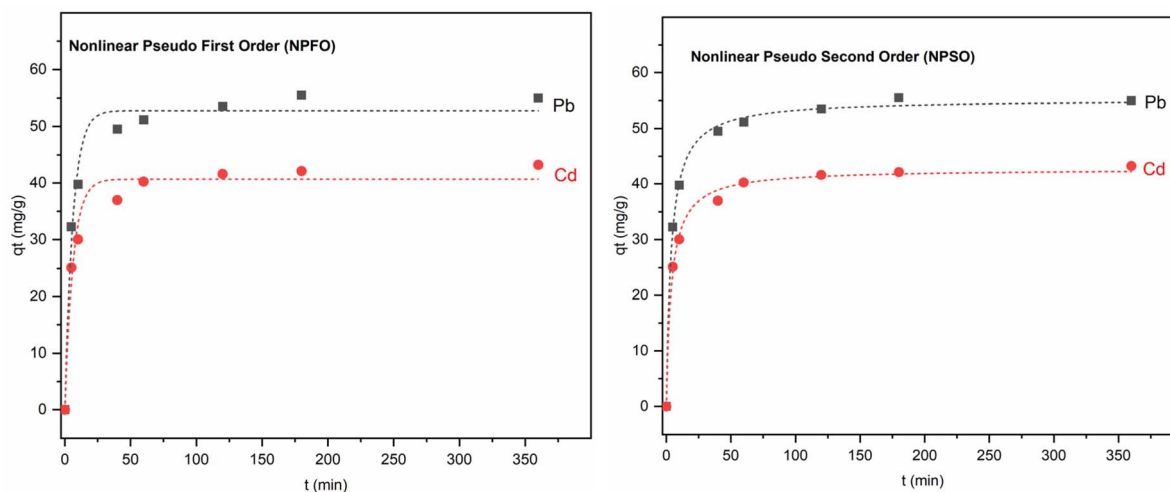 Nonlinear Pseudo First Order (NPFO)
60
50
40
30
20
10
0
qt (mg/g)
Pb
Cd
0 50 100 150 200 250 300 350
t (min)
Nonlinear Pseudo Second Order (NPSO)
60
50
40
30
20
10
0
qt (mg/g)
Pb
Cd
0 50 100 150 200 250 300 350
t (min)